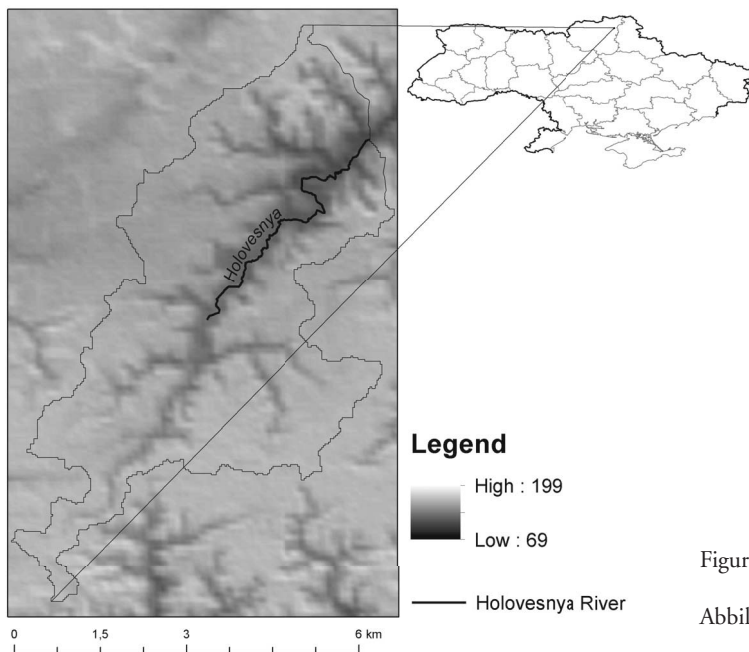 Holovesnya
Legend
High : 199
Low : 69
Holovesnya River
0 1,5 3 6 km
Figur
Abbil